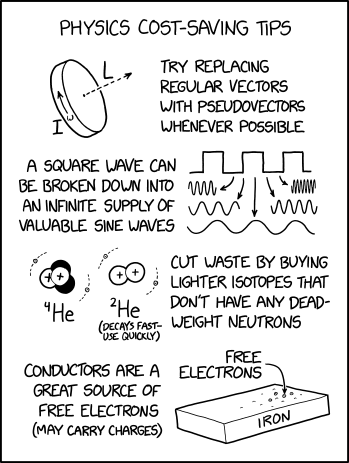 PHYSICS COST-SAVING TIPS
L
I
TRY REPLACING
REGULAR VECTORS
WITH PSEUDOVECTORS
WHENEVER POSSIBLE
A SQUARE WAVE CAN
BE BROKEN DOWN INTO
AN INFINITE SUPPLY OF
VALUABLE SINE WAVES
- -
+ + + +
- -
⁴He
²He
(DECAYS FAST-
USE QUICKLY)
CUT WASTE BY BUYING
LIGHTER ISOTOPES THAT
DON'T HAVE ANY DEAD-
WEIGHT NEUTRONS
CONDUCTORS ARE A
GREAT SOURCE OF
FREE ELECTRONS
(MAY CARRY CHARGES)
FREE
ELECTRONS
IRON